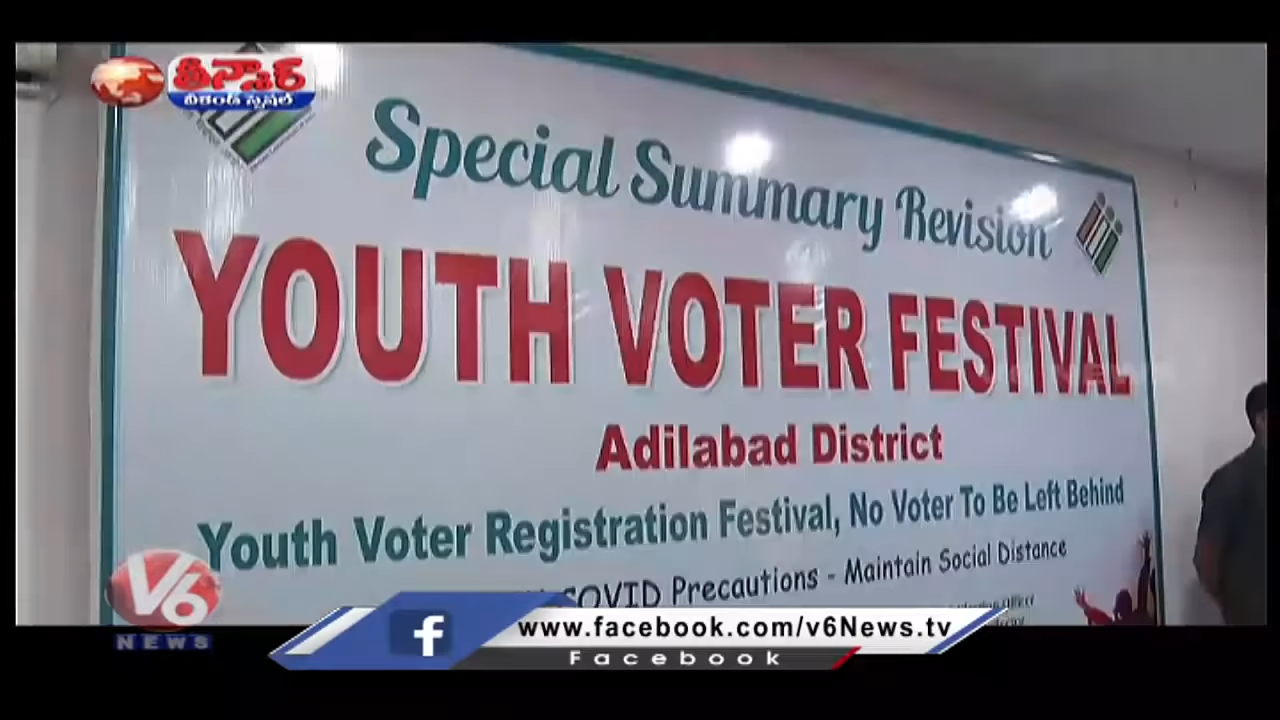 తీన్మార్
వీకెండ్ స్పెషల్
Special Summary Revision
YOUTH VOTER FESTIVAL
Adilabad District
Youth Voter Registration Festival, No Voter To Be Left Behind
COVID Precautions - Maintain Social Distance
V6
NEWS
www.facebook.com/v6News.tv
Facebook